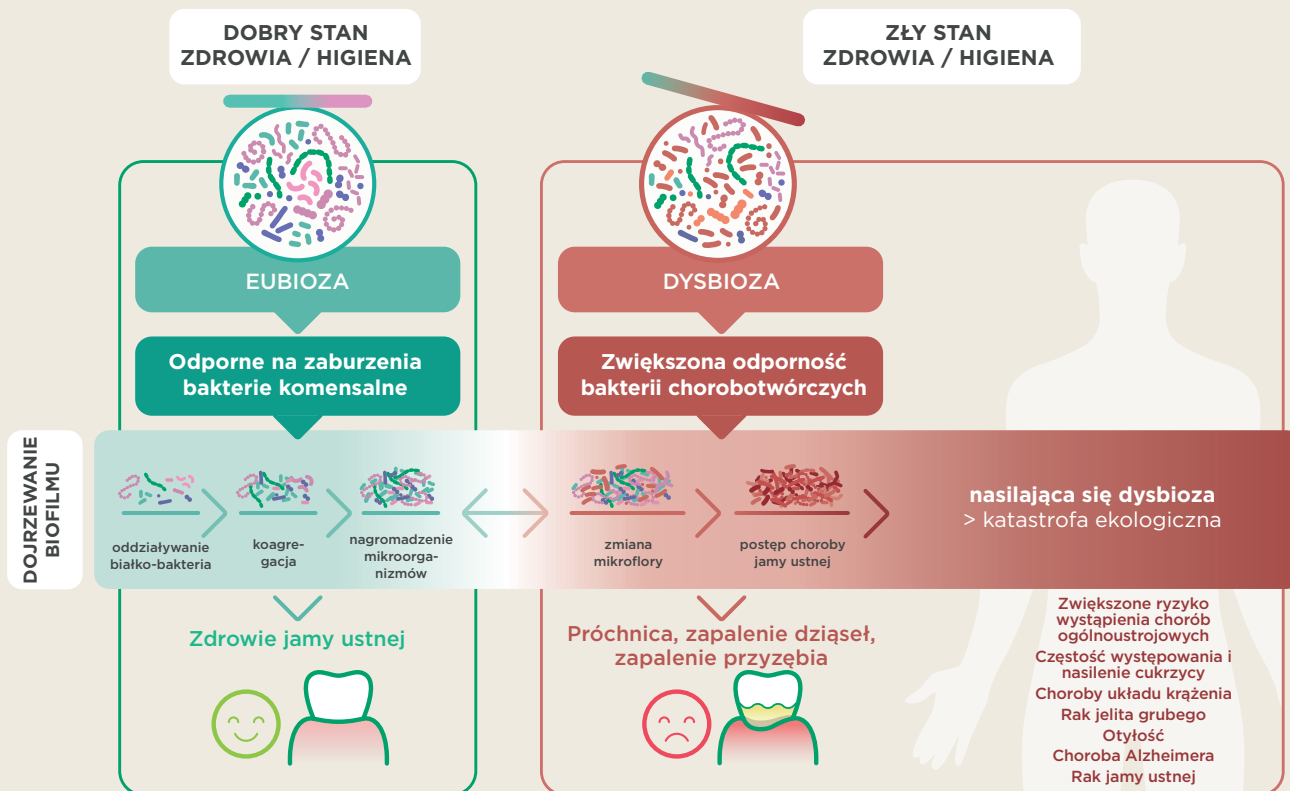 DOBRY STAN
ZDROWIA / HIGIENA
ZŁY STAN
ZDROWIA / HIGIENA
EUBIOZA
DYSBIOZA
Odporne na zaburzenia
bakterie komensalne
Zwiększona odporność
bakterii chorobotwórczych
DOJRZEWANIE
BIOFILMU
oddziaływanie
białko-bakteria
koagre-
gacja
nagromadzenie
mikroorga-
nizmów
zmiana
mikroflory
postęp choroby
jamy ustnej
nasilająca się dysbioza
> katastrofa ekologiczna
Zdrowie jamy ustnej
Próchnica, zapalenie dziąseł,
zapalenie przyzębia
Zwiększone ryzyko
wystąpienia chorób
ogólnoustrojowych
Częstość występowania i
nasilenie cukrzycy
Choroby układu krążenia
Rak jelita grubego
Otyłość
Choroba Alzheimera
Rak jamy ustnej